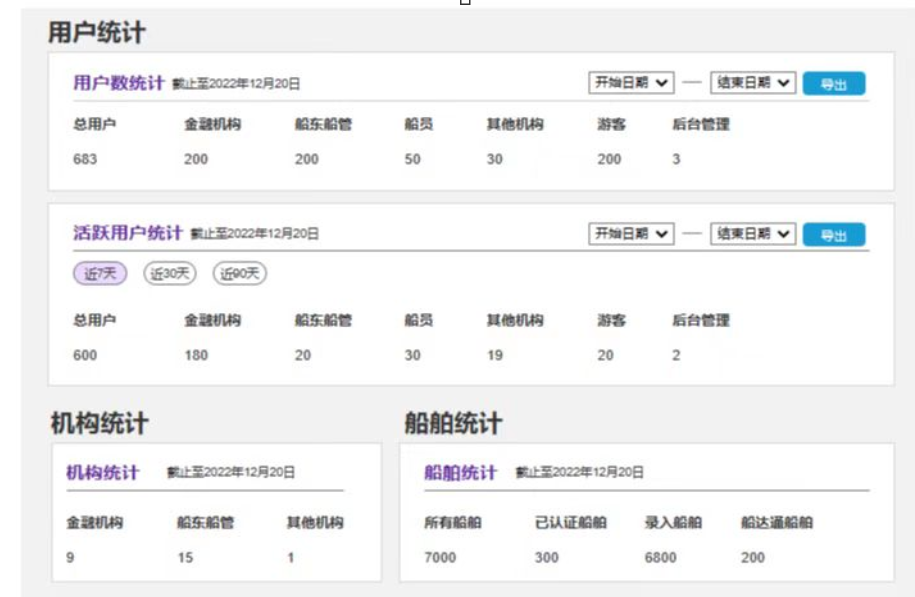 用户统计
用户数统计 截止至2022年12月20日 开始日期 — 结束日期 导出
总用户 金融机构 船东船管 船员 其他机构 游客 后台管理
683 200 200 50 30 200 3
活跃用户统计 截止至2022年12月20日 开始日期 — 结束日期 导出
近7天 近30天 近90天
总用户 金融机构 船东船管 船员 其他机构 游客 后台管理
600 180 20 30 19 20 2
机构统计 船舶统计
机构统计 截止至2022年12月20日 船舶统计 截止至2022年12月20日
金融机构 船东船管 其他机构 所有船舶 已认证船舶 录入船舶 船达通船舶
9 15 1 7000 300 6800 200